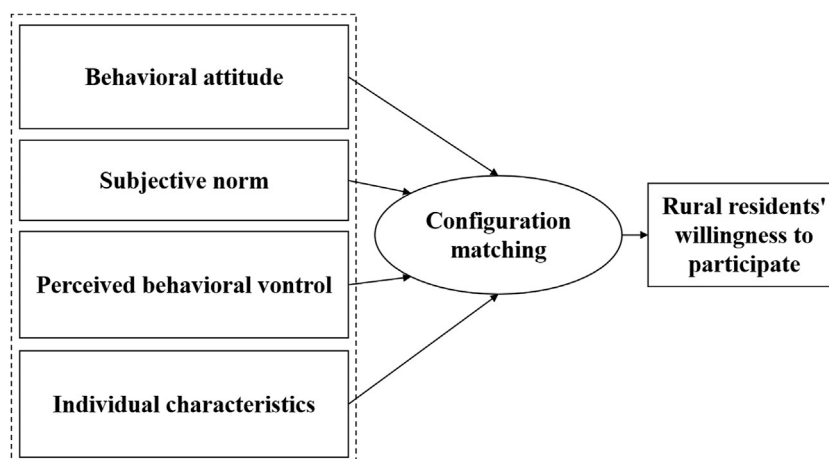 Behavioral attitude
Subjective norm
Perceived behavioral vontrol
Individual characteristics
Configuration
matching
Rural residents'
willingness to
participate